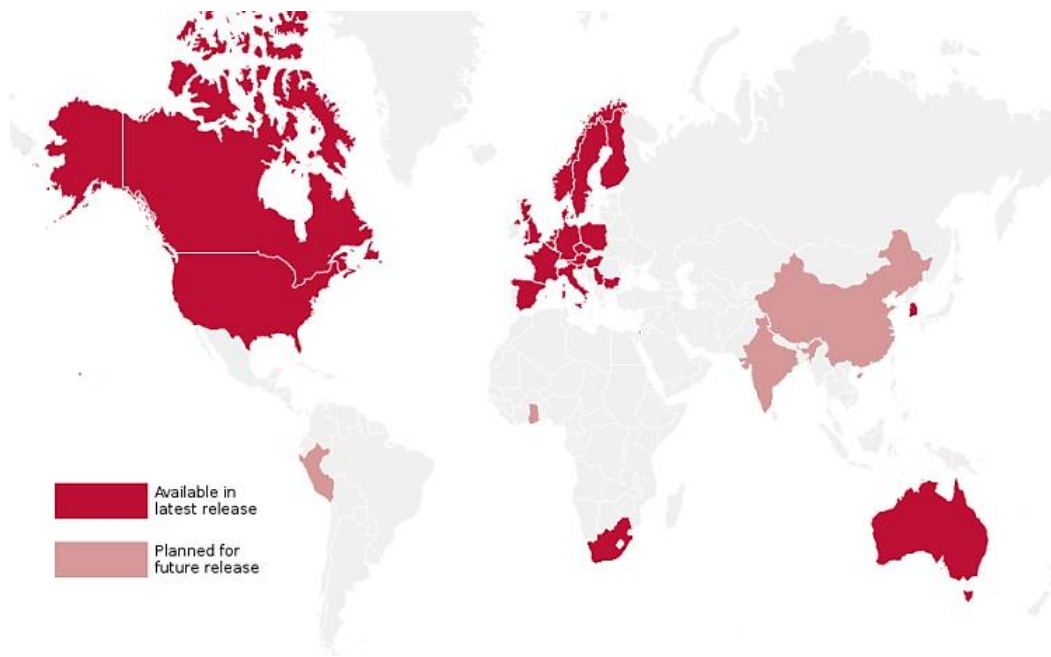 Available in
latest release
Planned for
future release